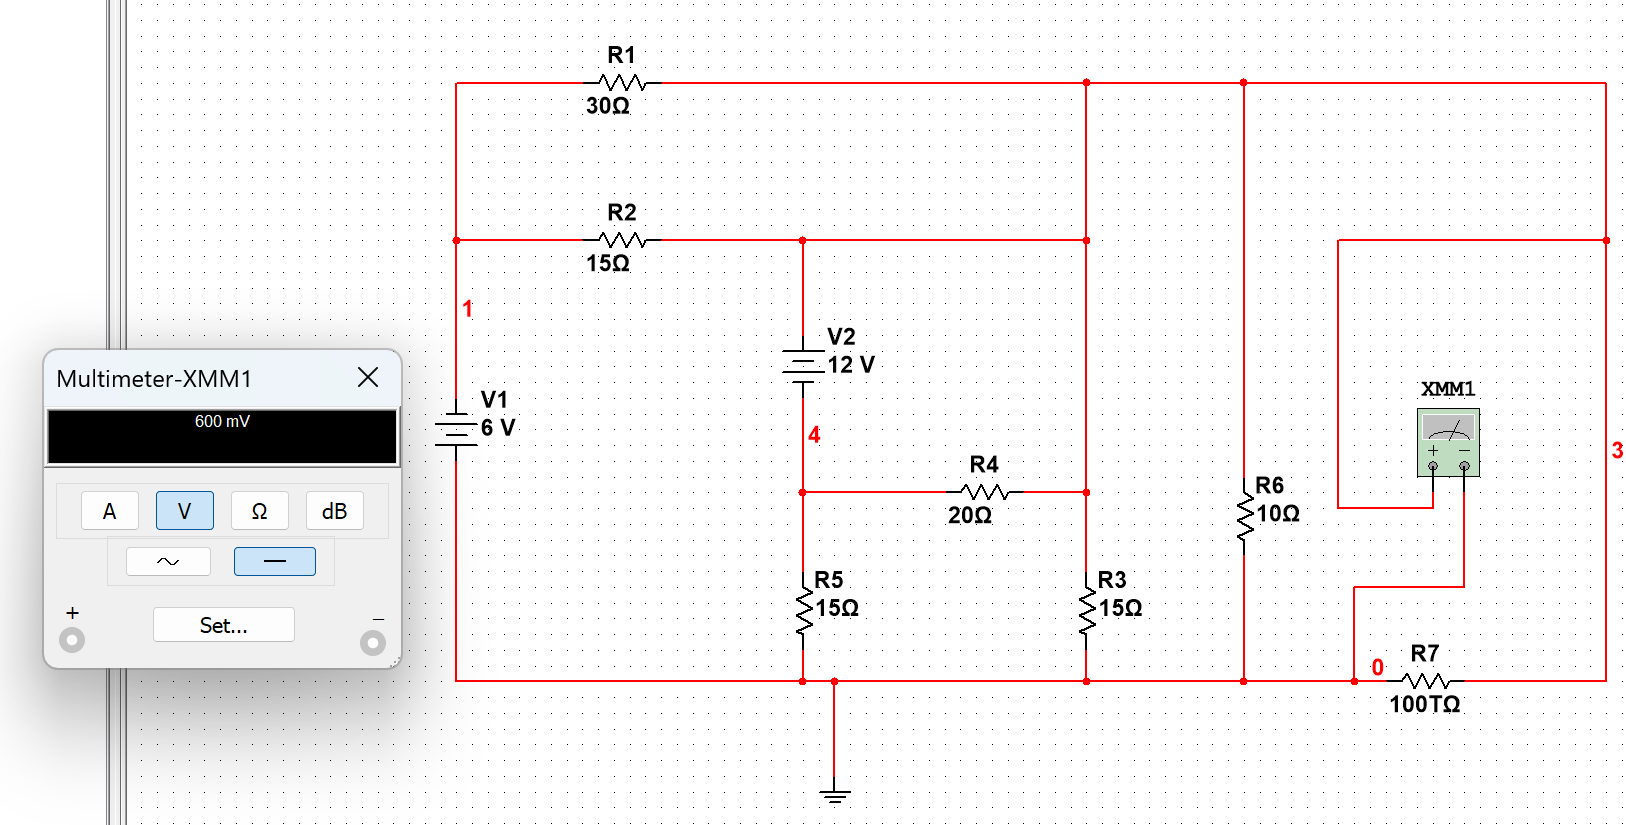 R1
30Ω
R2
15Ω
1
V2
12 V
Multimeter-XMM1
600 mV
V1
6 V
XMM1
+ −
4
3
R4
20Ω
R6
10Ω
A V Ω dB
R5
15Ω
R3
15Ω
+ Set... −
0
R7
100TΩ